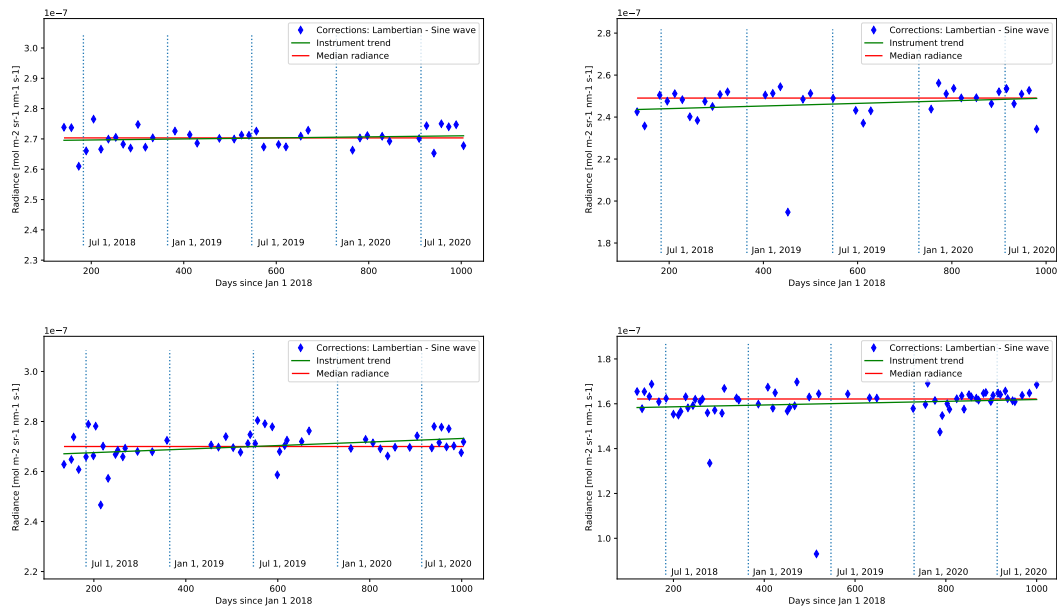 1e−7
Corrections: Lambertian - Sine wave
Instrument trend
Median radiance
Radiance [mol m-2 sr-1 nm-1 s-1]
3.0
2.9
2.8
2.7
2.6
2.5
2.4
2.3
Jul 1, 2018
Jan 1, 2019
Jul 1, 2019
Jan 1, 2020
Jul 1, 2020
200
400
600
800
1000
Days since Jan 1 2018
1e−7
Corrections: Lambertian - Sine wave
Instrument trend
Median radiance
Radiance [mol m-2 sr-1 nm-1 s-1]
2.8
2.6
2.4
2.2
2.0
1.8
Jul 1, 2018
Jan 1, 2019
Jul 1, 2019
Jan 1, 2020
Jul 1, 2020
200
400
600
800
1000
Days since Jan 1 2018
1e−7
Corrections: Lambertian - Sine wave
Instrument trend
Median radiance
Radiance [mol m-2 sr-1 nm-1 s-1]
3.0
2.8
2.6
2.4
2.2
Jul 1, 2018
Jan 1, 2019
Jul 1, 2019
Jan 1, 2020
Jul 1, 2020
200
400
600
800
1000
Days since Jan 1 2018
1e−7
Corrections: Lambertian - Sine wave
Instrument trend
Median radiance
Radiance [mol m-2 sr-1 nm-1 s-1]
1.8
1.6
1.4
1.2
1.0
Jul 1, 2018
Jan 1, 2019
Jul 1, 2019
Jan 1, 2020
Jul 1, 2020
200
400
600
800
1000
Days since Jan 1 2018